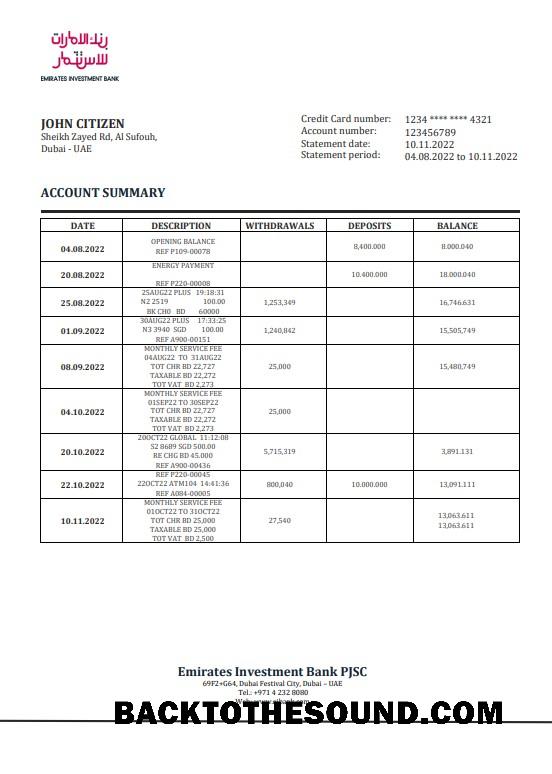 بنك الإمارات
للاستثمار
EMIRATES INVESTMENT BANK
JOHN CITIZEN
Sheikh Zayed Rd, Al Sufouh,
Dubai - UAE
Credit Card number: 1234 **** **** 4321
Account number: 123456789
Statement date: 10.11.2022
Statement period: 04.08.2022 to 10.11.2022
ACCOUNT SUMMARY
DATE DESCRIPTION WITHDRAWALS DEPOSITS BALANCE
04.08.2022 OPENING BALANCE 8,400.000 8.000.040
REF P109-00078
20.08.2022 ENERGY PAYMENT 10.400.000 18.000.040
REF P220-00008
25AUG22 PLUS 19:18:31
25.08.2022 N2 2519 100.00 1,253,349 16,746.631
BK CH0 BD 60000
30AUG22 PLUS 17:33:25
01.09.2022 N3 3940 SGD 100.00 1,240,842 15,505,749
REF A900-00151
MONTHLY SERVICE FEE
04AUG22 TO 31AUG22
08.09.2022 TOT CHR BD 22,727 25,000 15,480,749
TAXABLE BD 22,272
TOT VAT BD 2,273
MONTHLY SERVICE FEE
01SEP22 TO 30SEP22
04.10.2022 TOT CHR BD 22,727 25,000
TAXABLE BD 22,272
TOT VAT BD 2,273
20OCT22 GLOBAL 11:12:08
20.10.2022 S2 8689 SGD 500.00 5,715,319 3,891.131
RE CHG BD 45.000
REF A900-00436
REF P220-00045
22.10.2022 22OCT22 ATM104 14:41:36 800,040 10.000.000 13,091.111
REF A084-00005
MONTHLY SERVICE FEE
01OCT22 TO 31OCT22
10.11.2022 TOT CHR BD 25,000 27,540 13,063.611
TAXABLE BD 25,000 13,063.611
TOT VAT BD 2,500
Emirates Investment Bank PJSC
69F2+G64, Dubai Festival City, Dubai – UAE
Tel.: +971 4 232 8080
BACKTOTHESOUND.COM